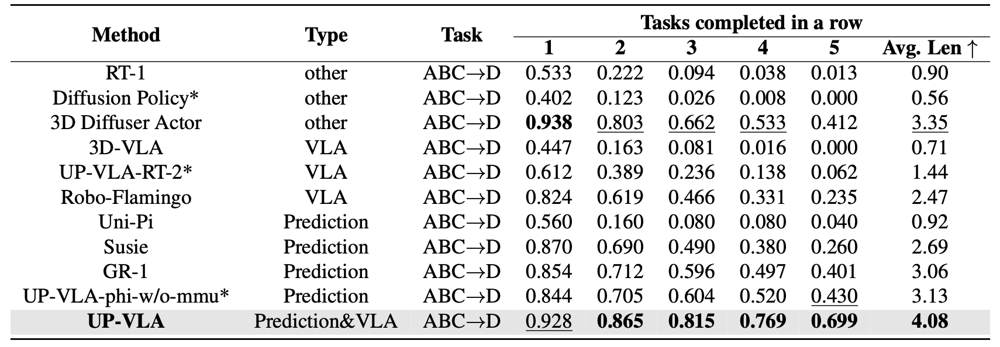 Method Type Task Tasks completed in a row
1 2 3 4 5 Avg. Len ↑
RT-1 other ABC→D 0.533 0.222 0.094 0.038 0.013 0.90
Diffusion Policy* other ABC→D 0.402 0.123 0.026 0.008 0.000 0.56
3D Diffuser Actor other ABC→D 0.938 0.803 0.662 0.533 0.412 3.35
3D-VLA VLA ABC→D 0.447 0.163 0.081 0.016 0.000 0.71
UP-VLA-RT-2* VLA ABC→D 0.612 0.389 0.236 0.138 0.062 1.44
Robo-Flamingo VLA ABC→D 0.824 0.619 0.466 0.331 0.235 2.47
Uni-Pi Prediction ABC→D 0.560 0.160 0.080 0.080 0.040 0.92
Susie Prediction ABC→D 0.870 0.690 0.490 0.380 0.260 2.69
GR-1 Prediction ABC→D 0.854 0.712 0.596 0.497 0.401 3.06
UP-VLA-phi-w/o-mmu* Prediction ABC→D 0.844 0.705 0.604 0.520 0.430 3.13
UP-VLA Prediction&VLA ABC→D 0.928 0.865 0.815 0.769 0.699 4.08